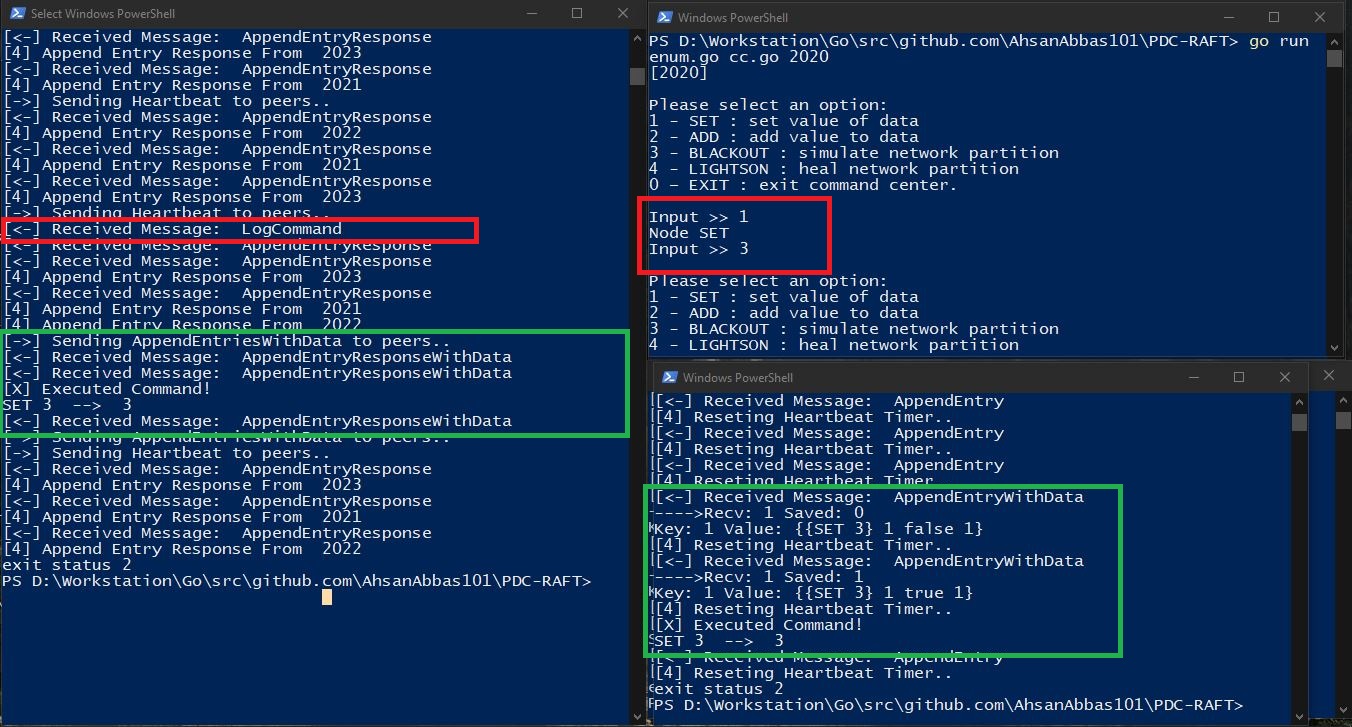 Select Windows PowerShell
[<-] Received Message:  AppendEntryResponse
[4] Append Entry Response From  2023
[<-] Received Message:  AppendEntryResponse
[4] Append Entry Response From  2021
[->] Sending Heartbeat to peers..
[<-] Received Message:  AppendEntryResponse
[4] Append Entry Response From  2022
[<-] Received Message:  AppendEntryResponse
[4] Append Entry Response From  2021
[<-] Received Message:  AppendEntryResponse
[4] Append Entry Response From  2023
[->] Sending Heartbeat to peers..
[<-] Received Message:  LogCommand
[<-] Received Message:  AppendEntryResponse
[<-] Received Message:  AppendEntryResponse
[4] Append Entry Response From  2023
[<-] Received Message:  AppendEntryResponse
[4] Append Entry Response From  2021
[4] Append Entry Response From  2022
[->] Sending AppendEntriesWithData to peers..
[<-] Received Message:  AppendEntryResponseWithData
[<-] Received Message:  AppendEntryResponseWithData
[X] Executed Command!
SET 3  -->  3
[<-] Received Message:  AppendEntryResponseWithData
[->] Sending AppendEntriesWithData to peers..
[->] Sending Heartbeat to peers..
[<-] Received Message:  AppendEntryResponse
[4] Append Entry Response From  2023
[<-] Received Message:  AppendEntryResponse
[4] Append Entry Response From  2021
[<-] Received Message:  AppendEntryResponse
[4] Append Entry Response From  2022
exit status 2
PS D:\Workstation\Go\src\github.com\AhsanAbbas101\PDC-RAFT>
Windows PowerShell
PS D:\Workstation\Go\src\github.com\AhsanAbbas101\PDC-RAFT> go run
enum.go cc.go 2020
[2020]
Please select an option:
1 - SET : set value of data
2 - ADD : add value to data
3 - BLACKOUT : simulate network partition
4 - LIGHTSON : heal network partition
0 - EXIT : exit command center.
Input >> 1
Node SET
Input >> 3
Please select an option:
1 - SET : set value of data
2 - ADD : add value to data
3 - BLACKOUT : simulate network partition
4 - LIGHTSON : heal network partition
Windows PowerShell
[<-] Received Message:  AppendEntry
[4] Reseting Heartbeat Timer..
[<-] Received Message:  AppendEntry
[4] Reseting Heartbeat Timer..
[<-] Received Message:  AppendEntry
[4] Reseting Heartbeat Timer..
[<-] Received Message:  AppendEntryWithData
---->Recv: 1 Saved: 0
Key: 1 Value: {{SET 3} 1 false 1}
[4] Reseting Heartbeat Timer..
[<-] Received Message:  AppendEntryWithData
---->Recv: 1 Saved: 1
Key: 1 Value: {{SET 3} 1 true 1}
[4] Reseting Heartbeat Timer..
[X] Executed Command!
SET 3  -->  3
[<-] Received Message:  AppendEntry
[4] Reseting Heartbeat Timer..
exit status 2
PS D:\Workstation\Go\src\github.com\AhsanAbbas101\PDC-RAFT>